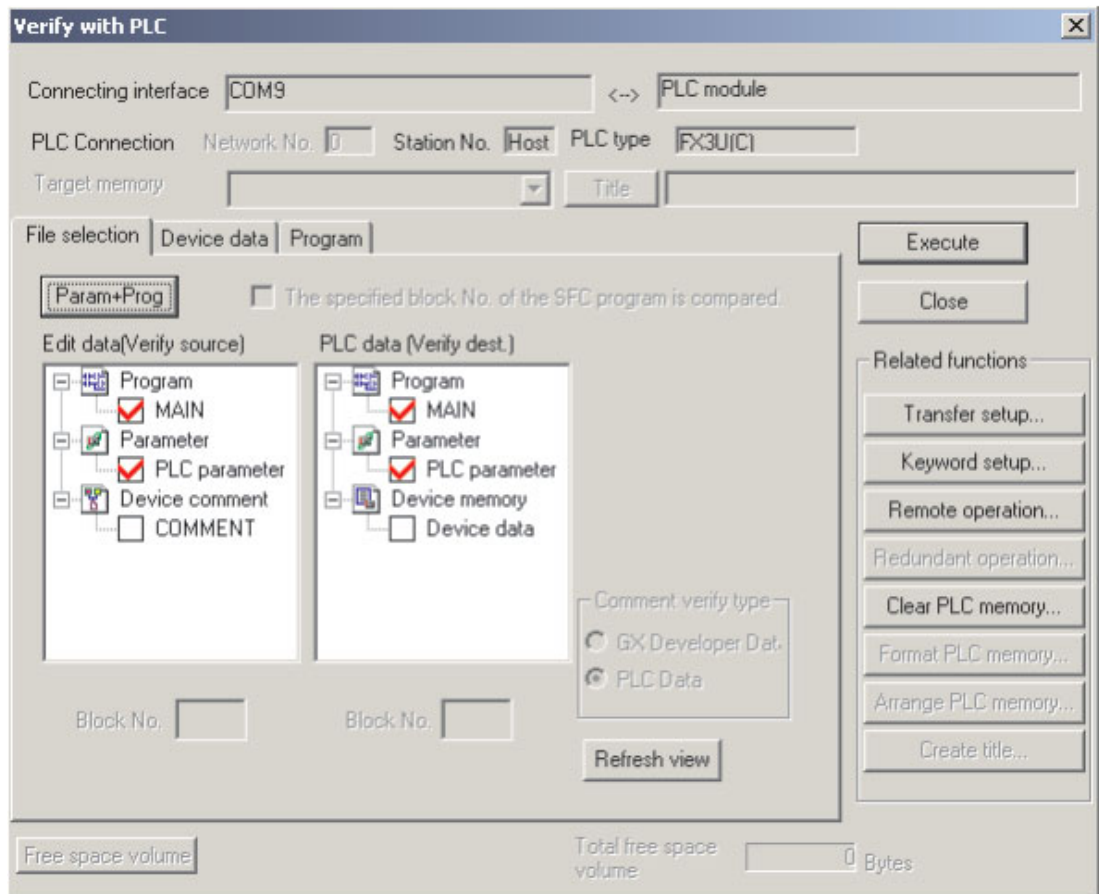 Verify with PLC
Connecting interface COM9 <--> PLC module
PLC Connection Network No. 0 Station No. Host PLC type FX3U(C)
Target memory Title
File selection Device data Program
Execute
Param+Prog The specified block No. of the SFC program is compared.
Close
Edit data(Verify source) PLC data (Verify dest.)
Program Program
MAIN MAIN
Parameter Parameter
PLC parameter PLC parameter
Device comment Device memory
COMMENT Device data
Comment verify type
GX Developer Dat
PLC Data
Block No. Block No.
Refresh view
Related functions
Transfer setup...
Keyword setup...
Remote operation...
Redundant operation...
Clear PLC memory...
Format PLC memory...
Arrange PLC memory...
Create title...
Free space volume
Total free space
volume 0 Bytes